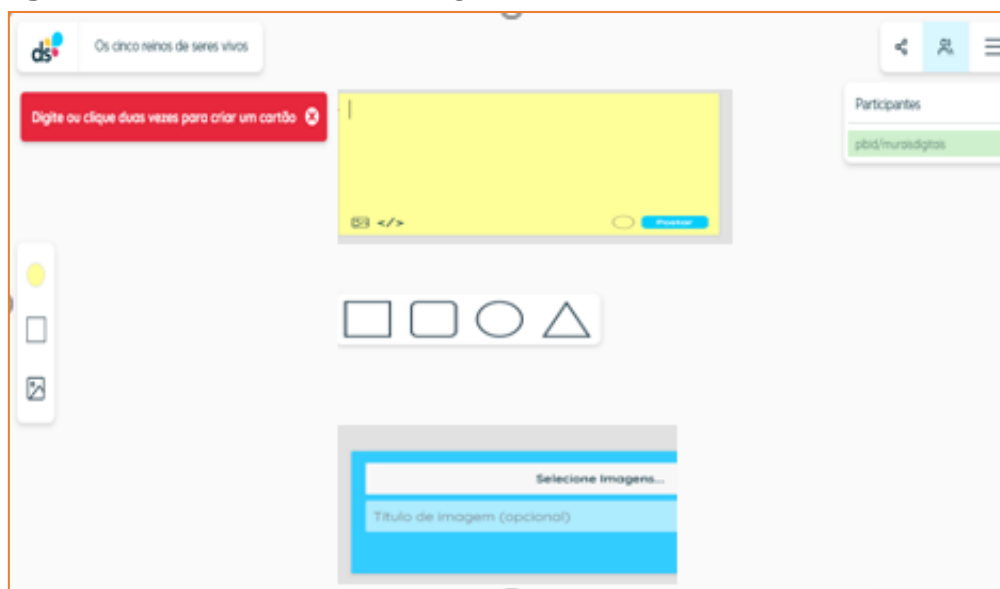 ds
Os cinco reinos de seres vivos
Digite ou clique duas vezes para criar um cartão
Participantes
pibid/muraisdigitais
</>
Postar
Selecione Imagens...
Título de imagem (opcional)